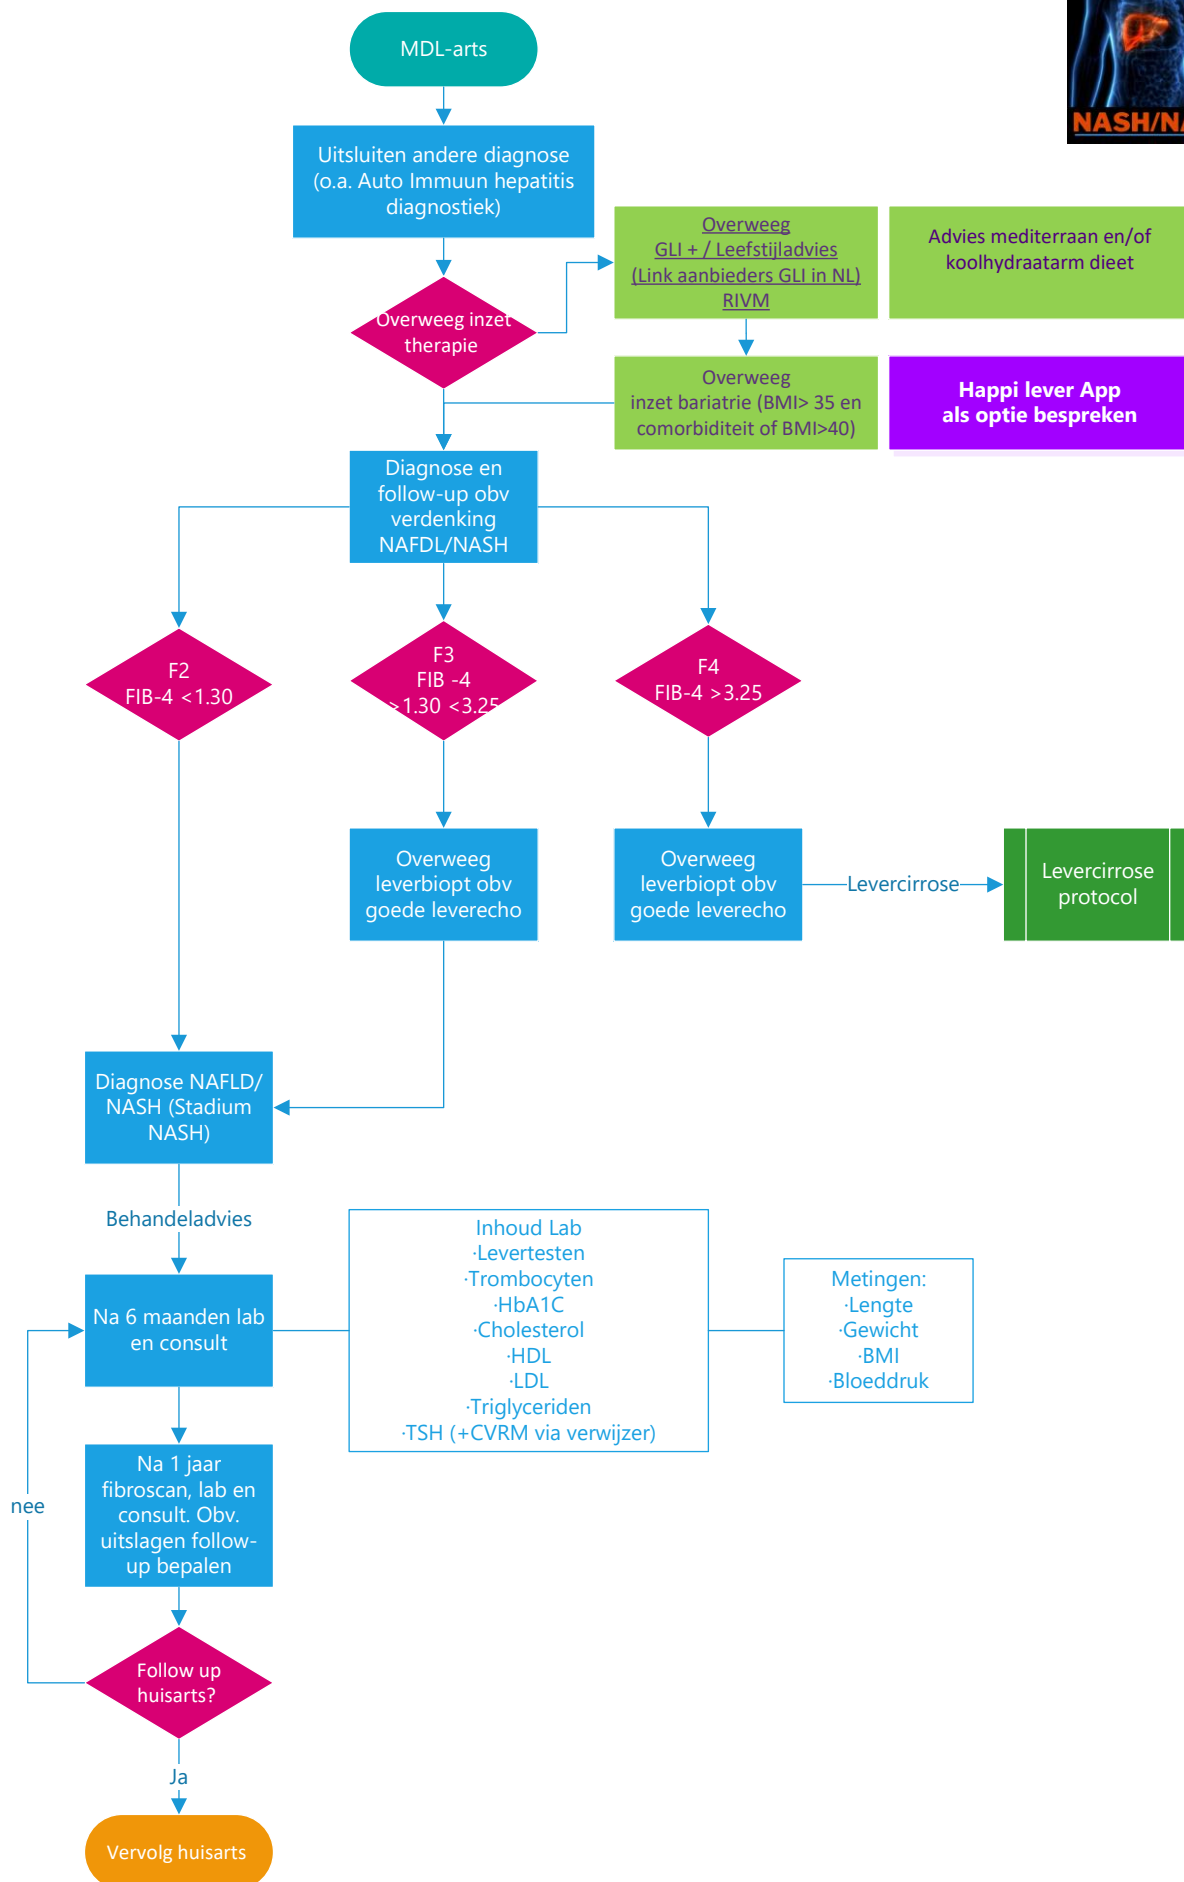 MDL-arts
NASH/NA
Uitsluiten andere diagnose
(o.a. Auto Immuun hepatitis
diagnostiek)
Overweeg
GLI + / Leefstijladvies
(Link aanbieders GLI in NL)
RIVM
Advies mediterraan en/of
koolhydraatarm dieet
Overweeg inzet
therapie
Overweeg
inzet bariatrie (BMI> 35 en
comorbiditeit of BMI>40)
Happi lever App
als optie bespreken
Diagnose en
follow-up obv
verdenking
NAFDL/NASH
F2
FIB-4 <1.30
F3
FIB -4
>1.30 <3.25
F4
FIB-4 >3.25
Overweeg
leverbiopt obv
goede leverecho
Overweeg
leverbiopt obv
goede leverecho
Levercirrose
Levercirrose
protocol
Diagnose NAFLD/
NASH (Stadium
NASH)
Behandeladvies
Na 6 maanden lab
en consult
Inhoud Lab
·Levertesten
·Trombocyten
·HbA1C
·Cholesterol
·HDL
·LDL
·Triglyceriden
·TSH (+CVRM via verwijzer)
Metingen:
·Lengte
·Gewicht
·BMI
·Bloeddruk
Na 1 jaar
fibroscan, lab en
consult. Obv.
uitslagen follow-
up bepalen
nee
Follow up
huisarts?
Ja
Vervolg huisarts